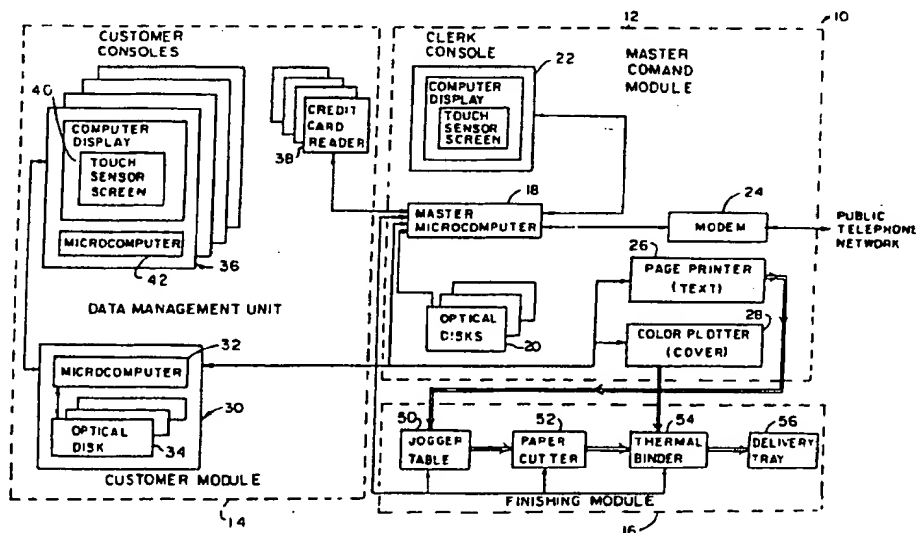 CUSTOMER
CONSOLES
40
COMPUTER
DISPLAY
TOUCH
SENSOR
SCREEN
MICROCOMPUTER
42
36
CREDIT
CARD
READER
38
DATA MANAGEMENT UNIT
32
MICROCOMPUTER
OPTICAL
DISK
34
30
CUSTOMER MODULE
14
12
10
CLERK
CONSOLE
22
COMPUTER
DISPLAY
TOUCH
SENSOR
SCREEN
MASTER
COMAND
MODULE
18
MASTER
MICROCOMPUTER
24
MODEM
PUBLIC
TELEPHONE
NETWORK
OPTICAL
DISKS
20
26
PAGE PRINTER
(TEXT)
28
COLOR PLOTTER
(COVER)
50
JOGGER
TABLE
52
PAPER
CUTTER
54
THERMAL
BINDER
56
DELIVERY
TRAY
FINISHING MODULE
16